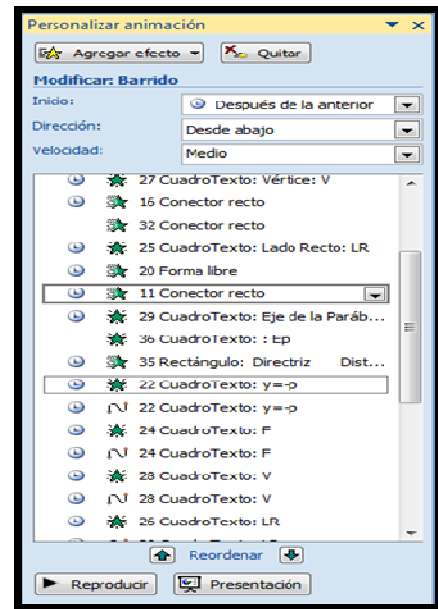 Personalizar animación
Agregar efecto Quitar
Modificar: Barrido
Inicio: Después de la anterior
Dirección: Desde abajo
Velocidad: Medio
27 CuadroTexto: Vértice: V
16 Conector recto
32 Conector recto
25 CuadroTexto: Lado Recto: LR
20 Forma libre
11 Conector recto
29 CuadroTexto: Eje de la Paráb...
36 CuadroTexto: : Ep
35 Rectángulo: Directriz Dist...
22 CuadroTexto: y=-p
22 CuadroTexto: y=-p
24 CuadroTexto: F
24 CuadroTexto: F
28 CuadroTexto: V
28 CuadroTexto: V
26 CuadroTexto: LR
Reordenar
Reproducir Presentación